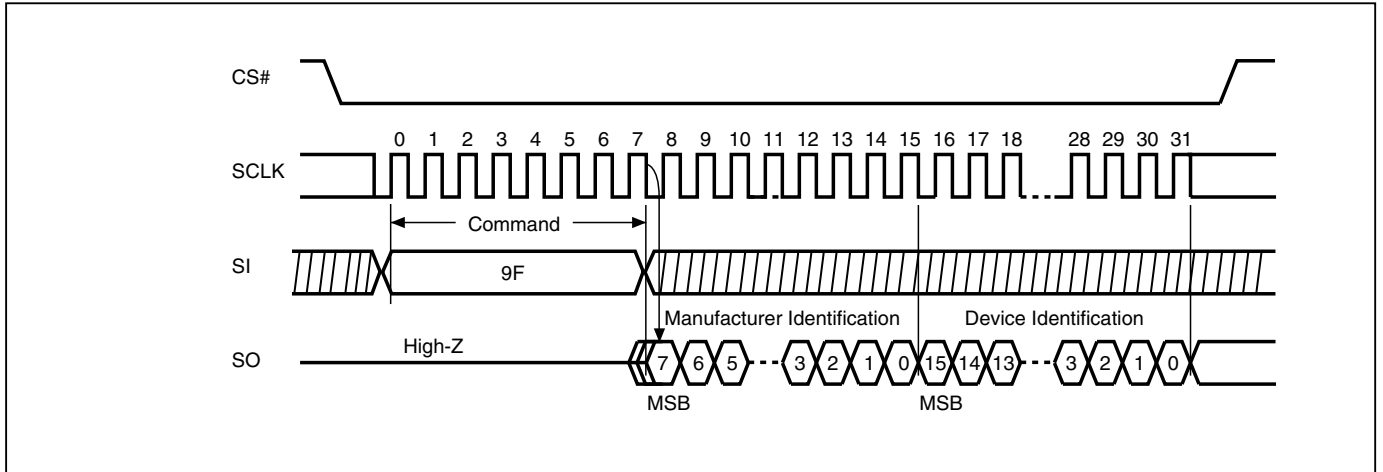 CS#
0 1 2 3 4 5 6 7 8 9 10 11 12 13 14 15 16 17 18 28 29 30 31
SCLK
Command
SI
9F
Manufacturer Identification Device Identification
High-Z
SO
7 6 5 3 2 1 0 15 14 13 3 2 1 0
MSB MSB